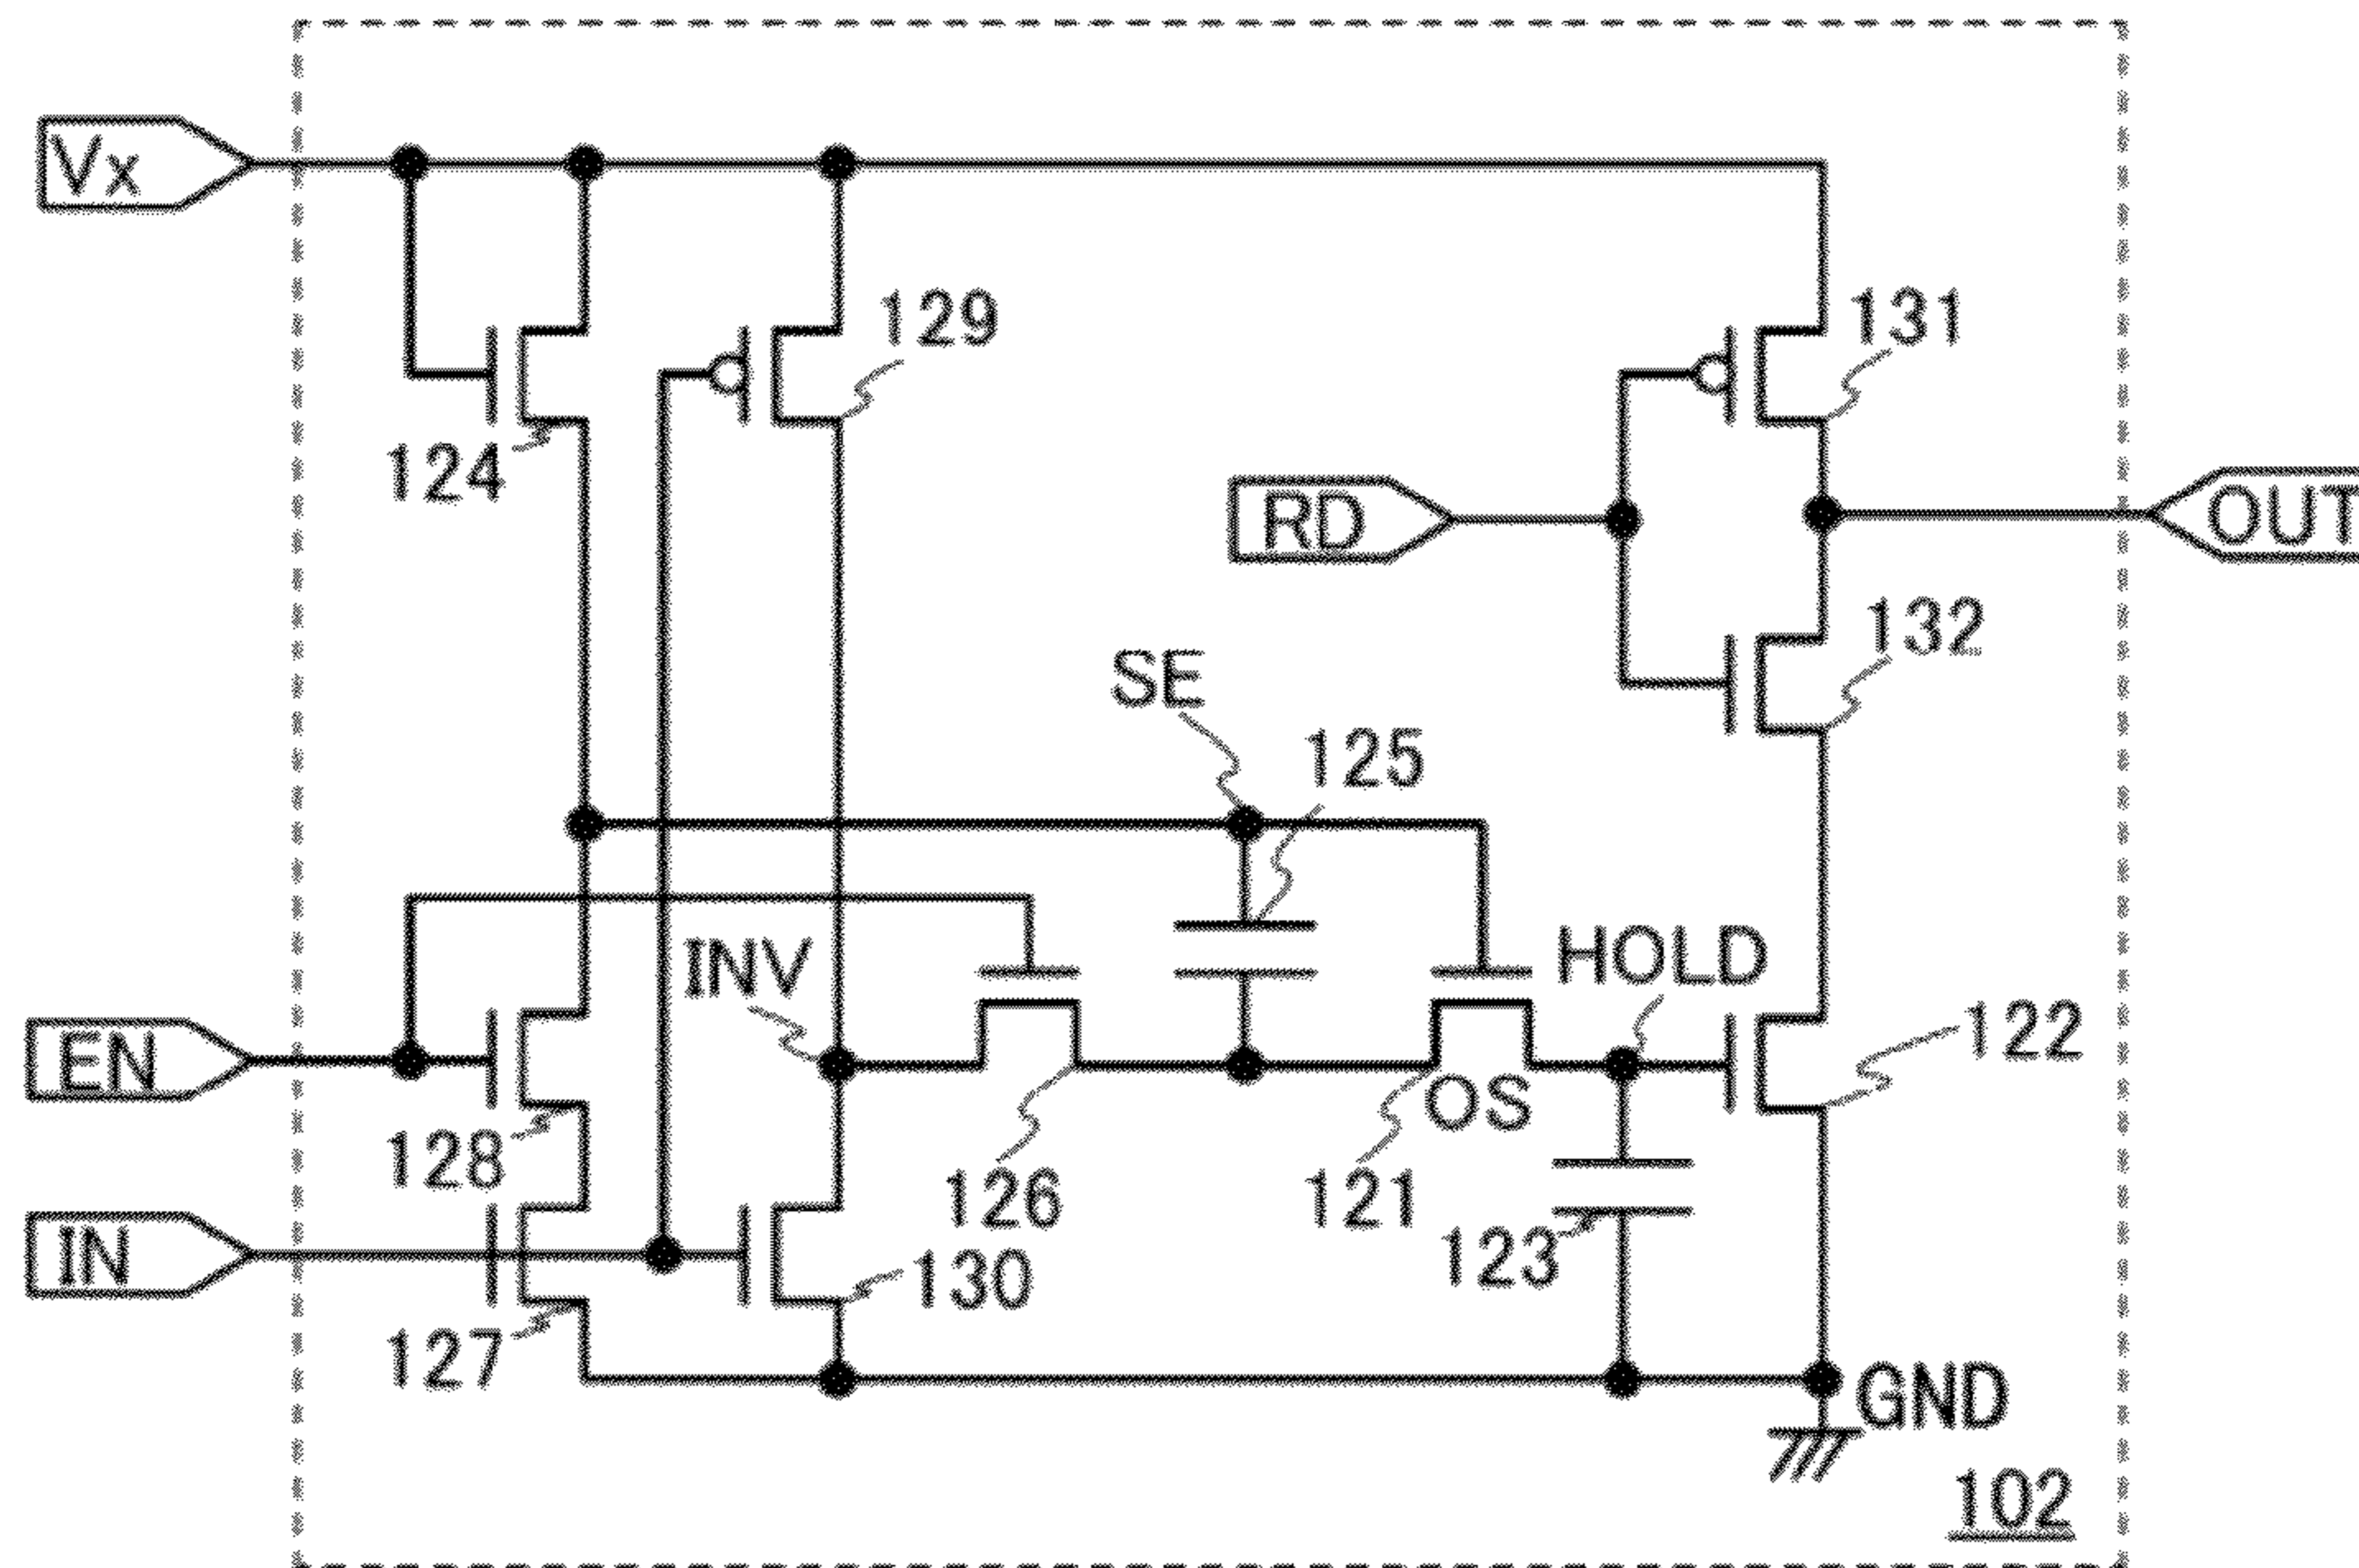 Vx
129
131
124
RD
OUT
132
SE
125
INV
HOLD
EN
122
OS
128
126
121
IN
123
130
127
GND
102